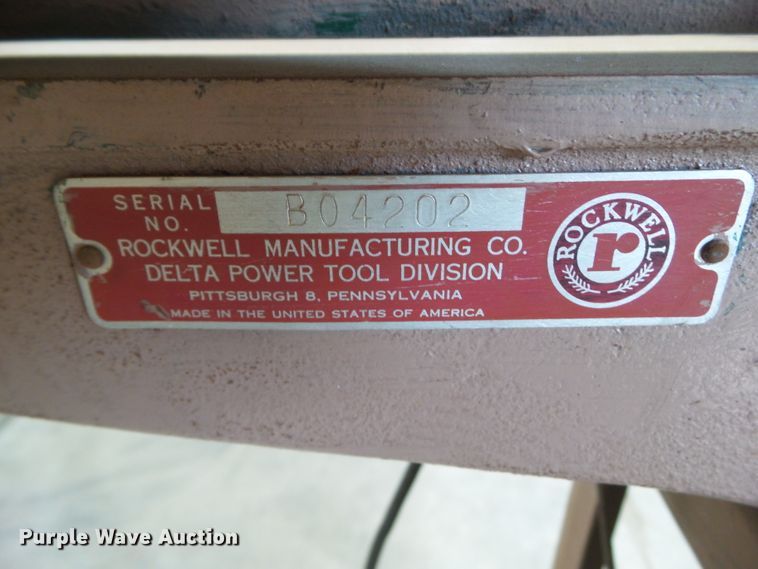 SERIAL NO. B04202
ROCKWELL MANUFACTURING CO.
DELTA POWER TOOL DIVISION
PITTSBURGH 8, PENNSYLVANIA
MADE IN THE UNITED STATES OF AMERICA
ROCKWELL
r
Purple Wave Auction